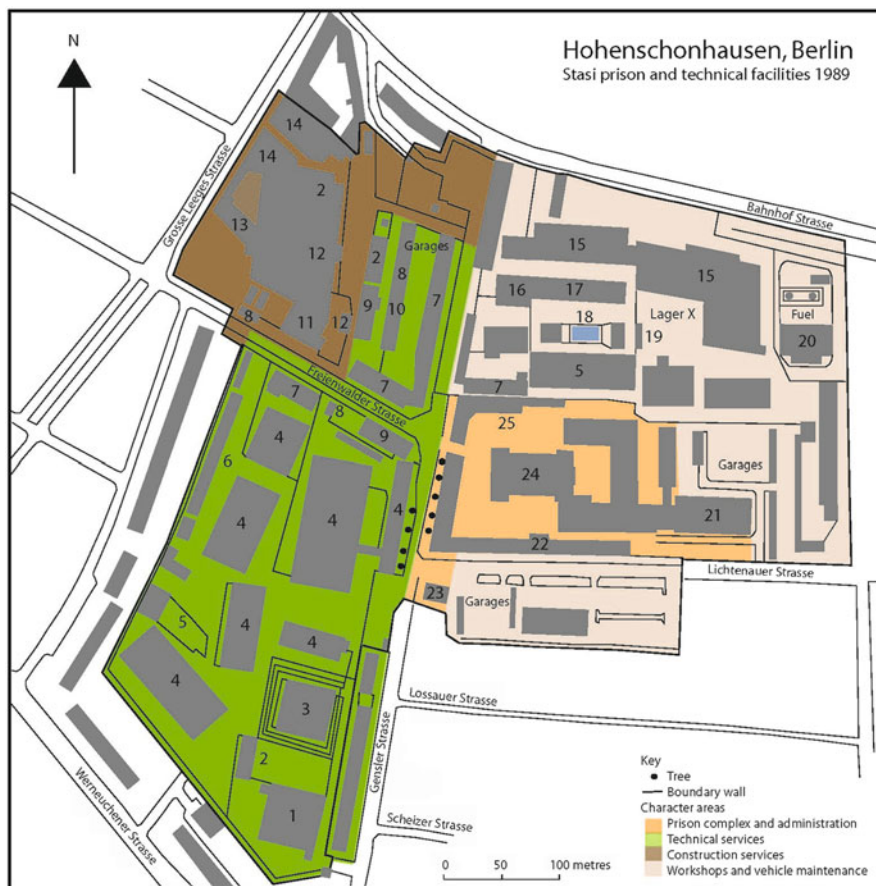 Hohenschonhausen, Berlin
Stasi prison and technical facilities 1989
N
14
14
2
13
12
8
11
12
Grosse Leeges Strasse
Bahnhof Strasse
Garages
2
8
9
10
7
7
15
15
16
17
18
Lager X
19
Fuel
20
5
7
Freienwalder Strasse
7
8
9
4
6
4
4
4
25
24
Garages
21
22
Lichtenauer Strasse
23
Garages
5
4
4
4
3
2
1
Lossauer Strasse
Gensler Strasse
Werneuchener Strasse
Scheizer Strasse
Key
Tree
Boundary wall
Character areas
Prison complex and administration
Technical services
Construction services
Workshops and vehicle maintenance
0 50 100 metres